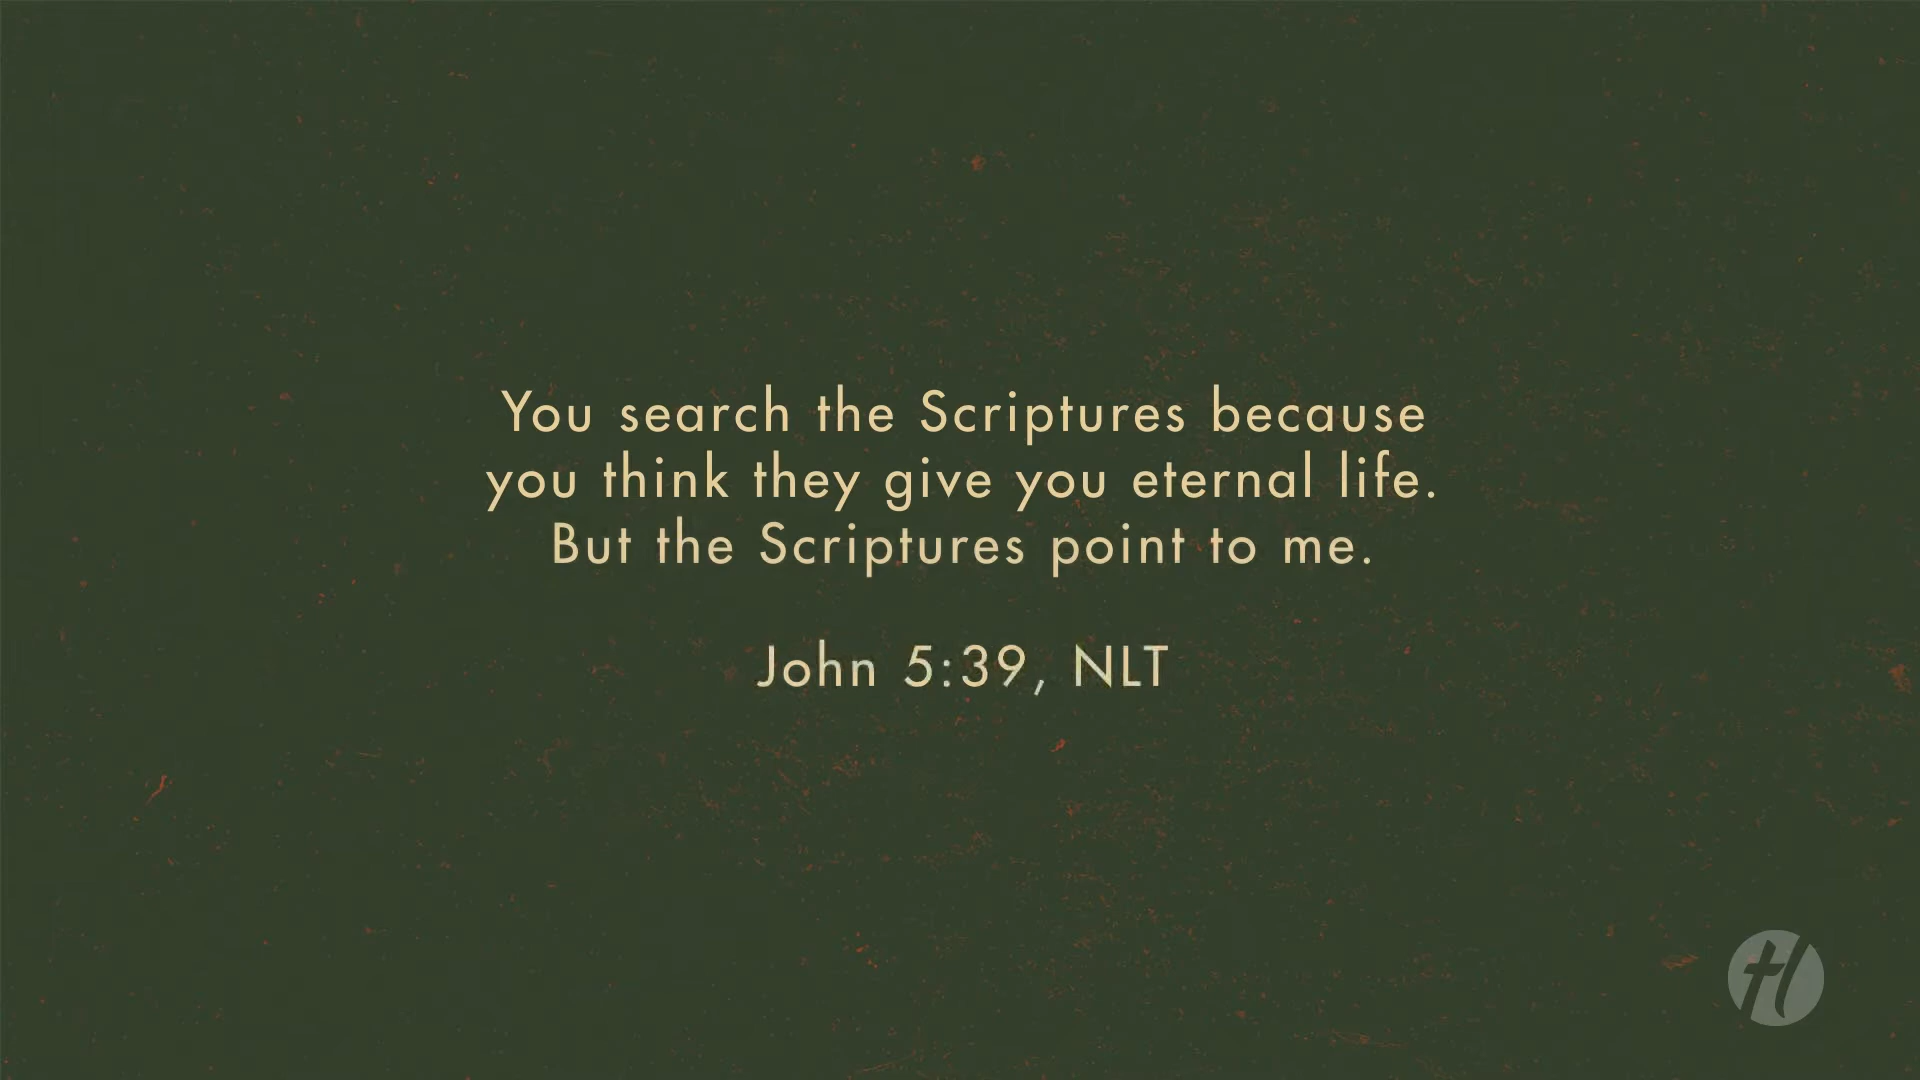 You search the Scriptures because
you think they give you eternal life.
But the Scriptures point to me.
John 5:39, NLT